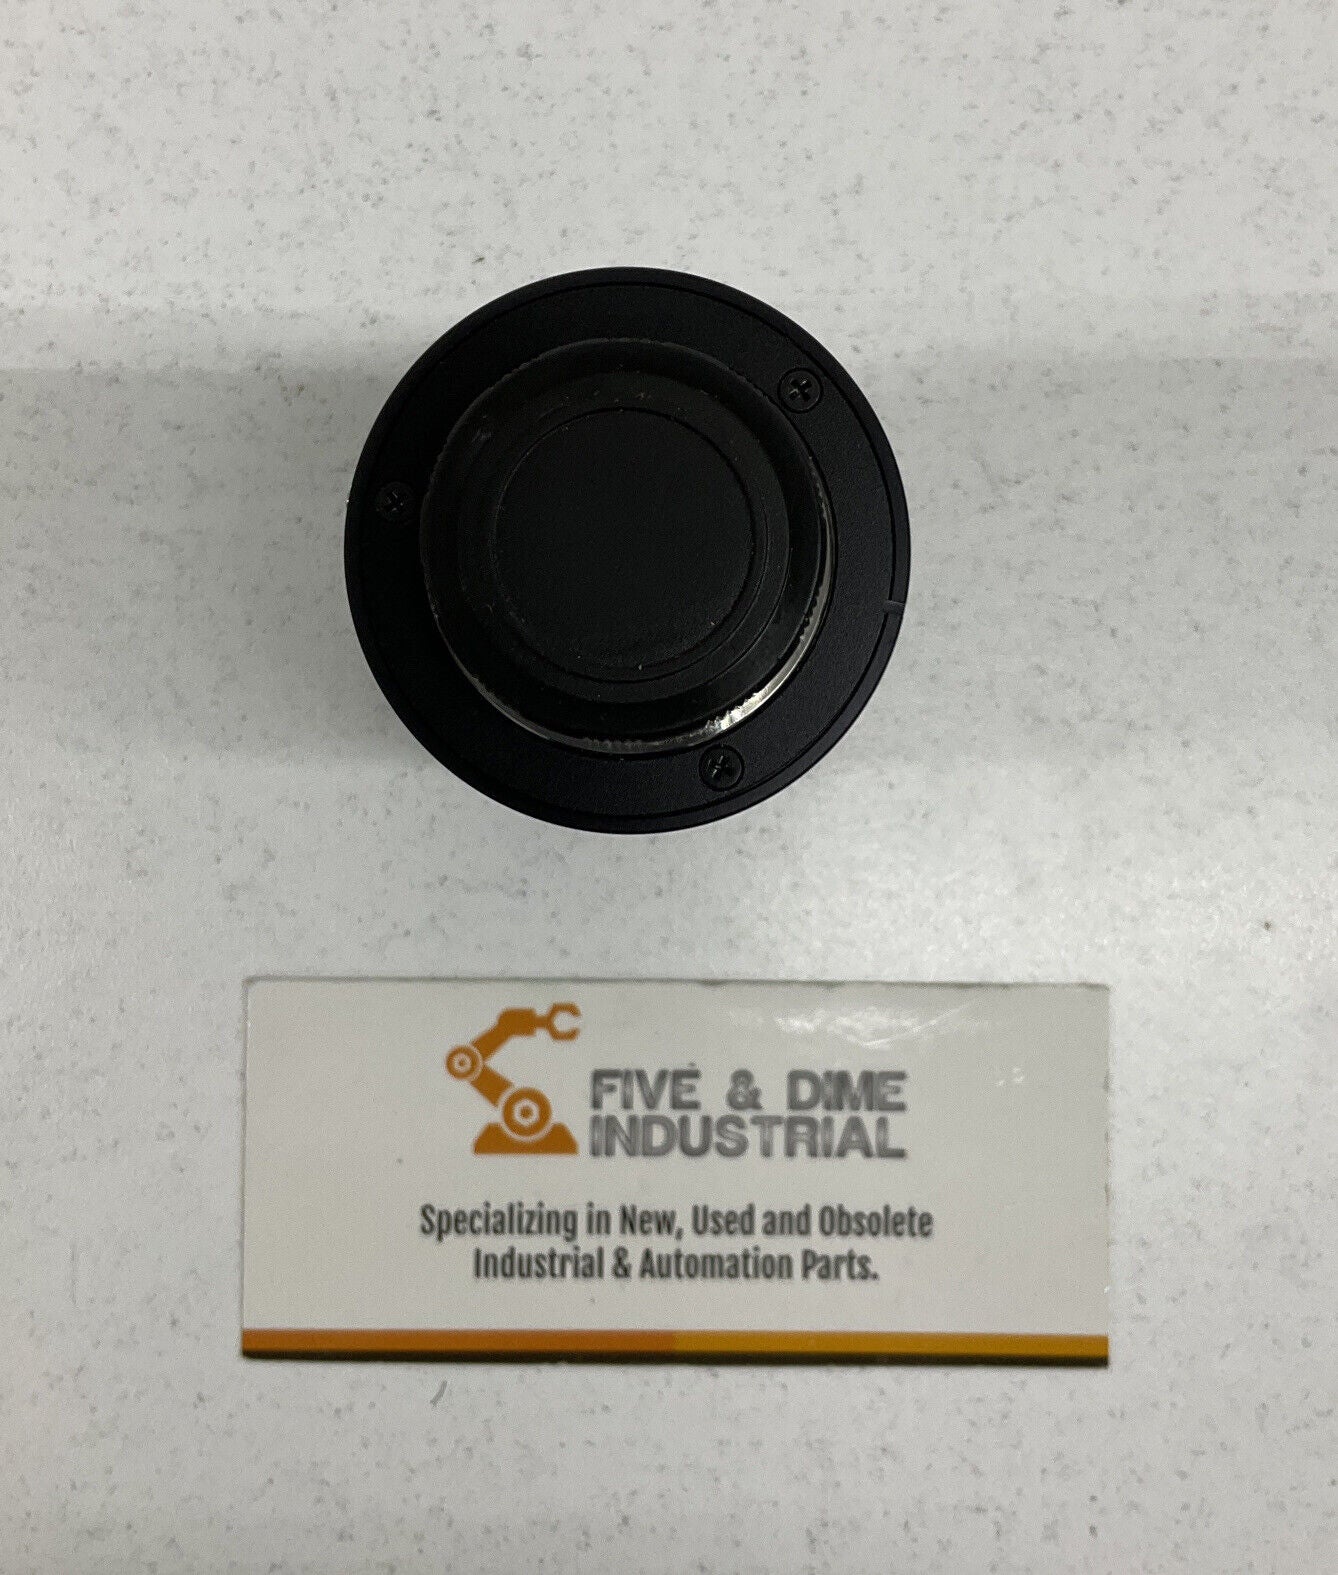 FIVE & DIME
INDUSTRIAL
Specializing in New, Used and Obsolete
Industrial & Automation Parts.